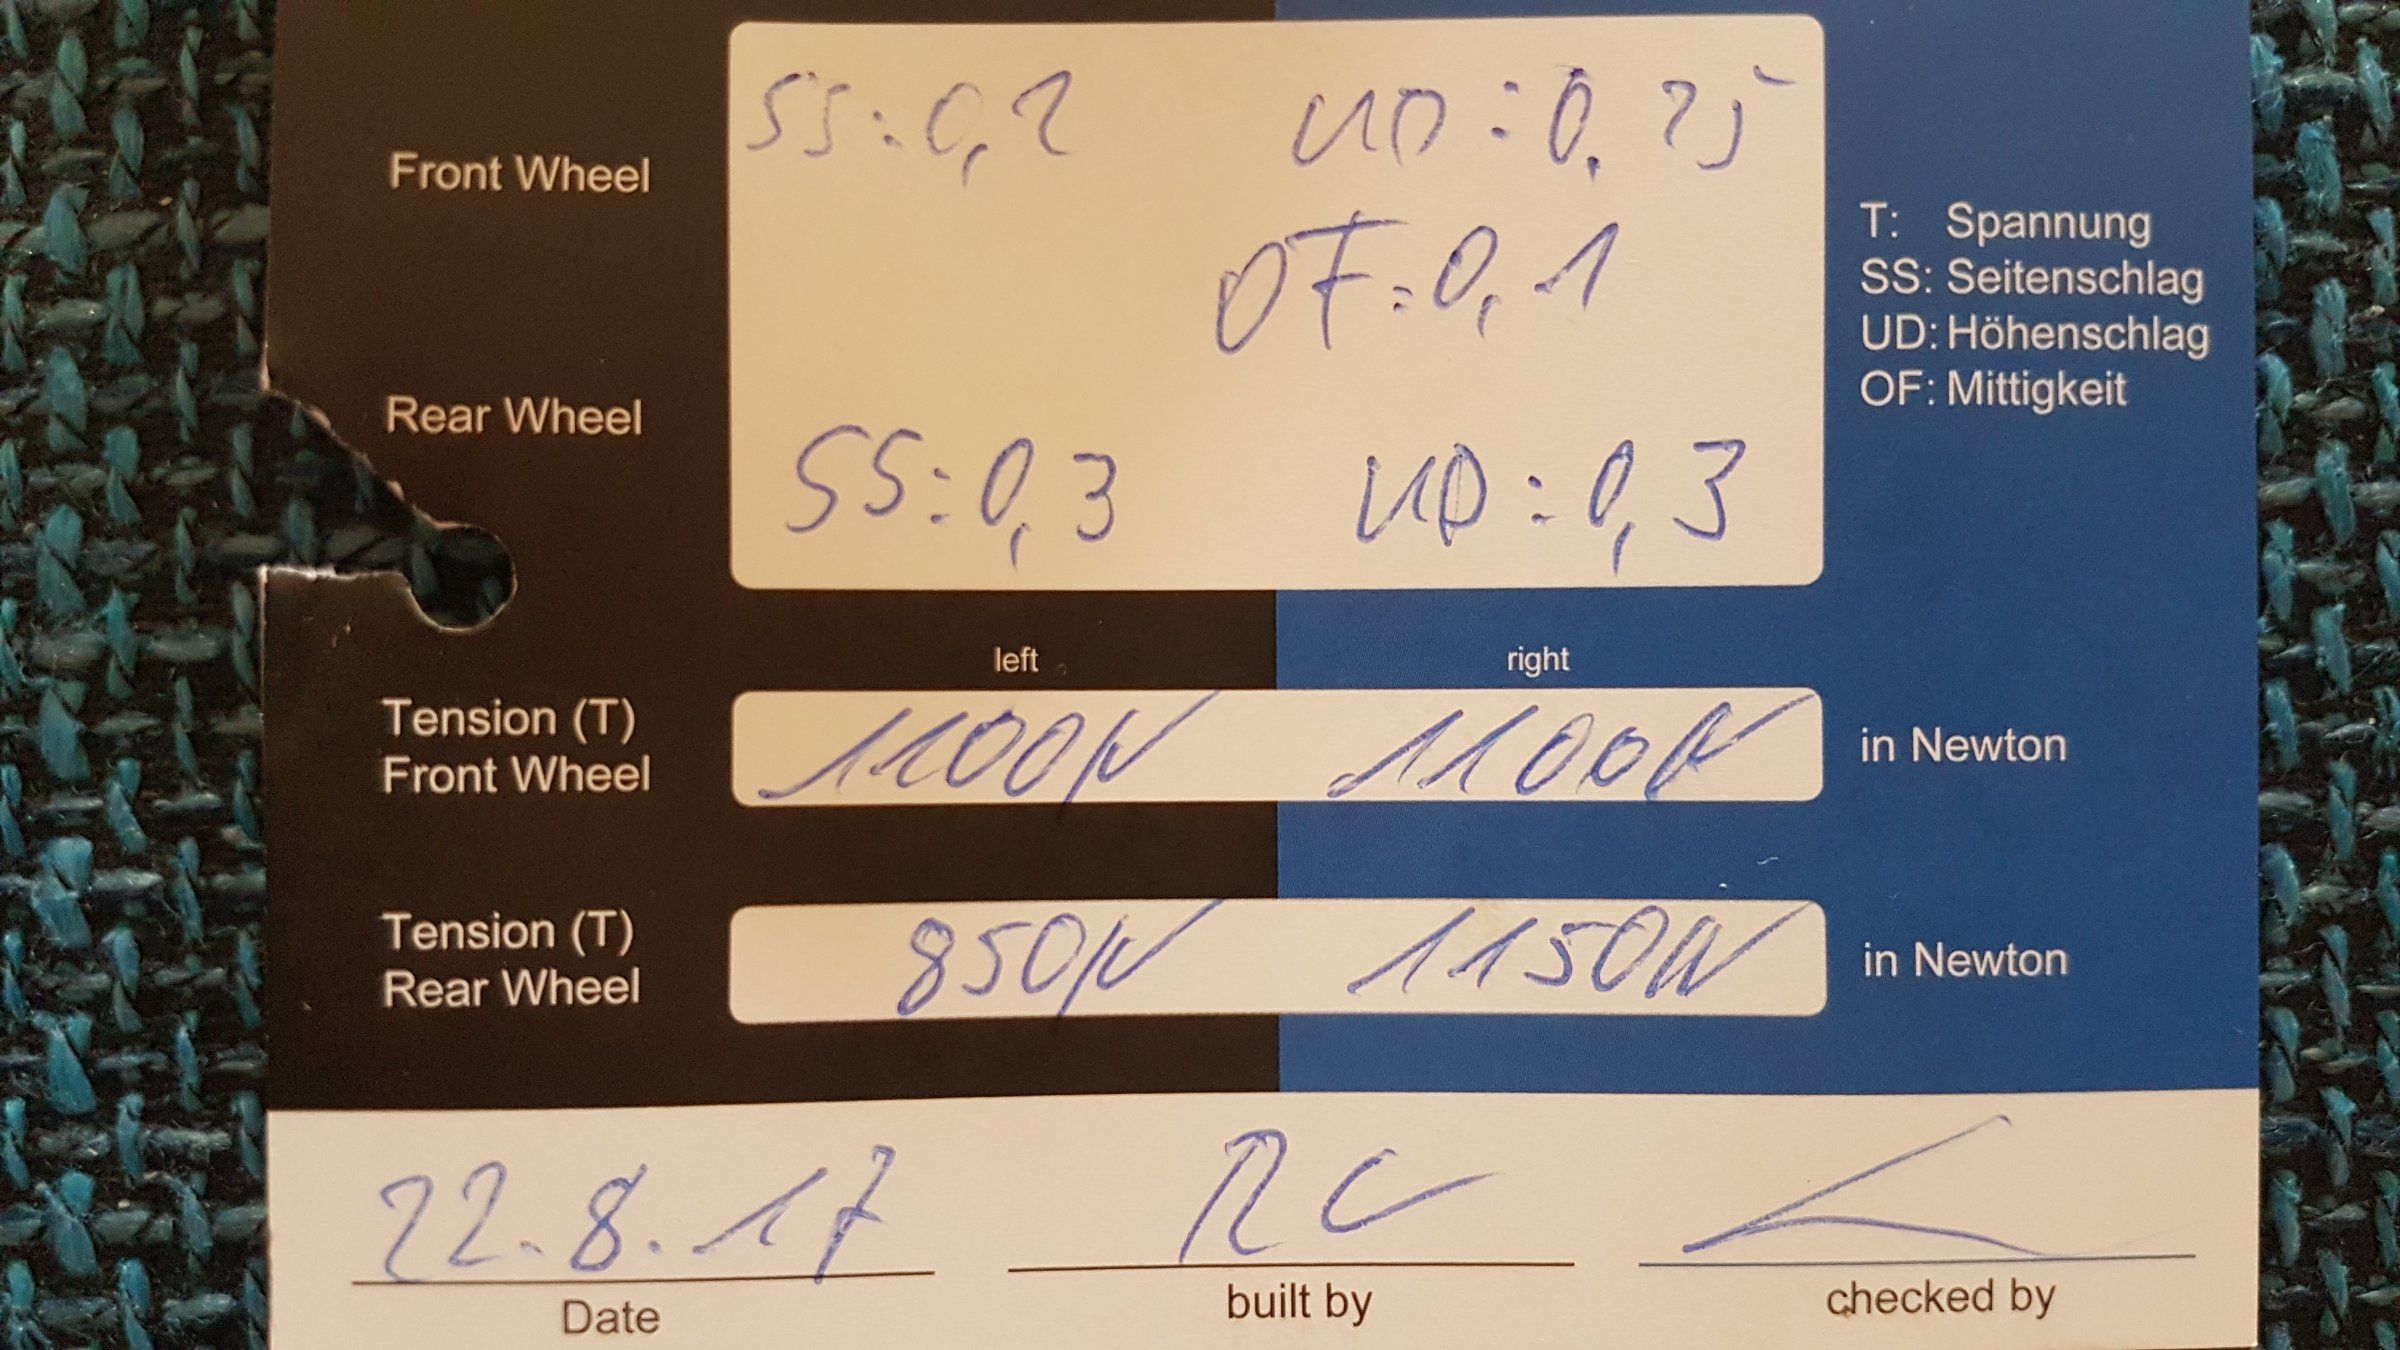 SS: 0,2 UD: 0,25
Front Wheel
OF: 0,1
Rear Wheel
SS: 0,3 UD: 0,3
T: Spannung
SS: Seitenschlag
UD: Höhenschlag
OF: Mittigkeit
left right
Tension (T)
Front Wheel
1100N 1100N
in Newton
Tension (T)
Rear Wheel
850N 1150N
in Newton
22.8.17
Date
built by
checked by